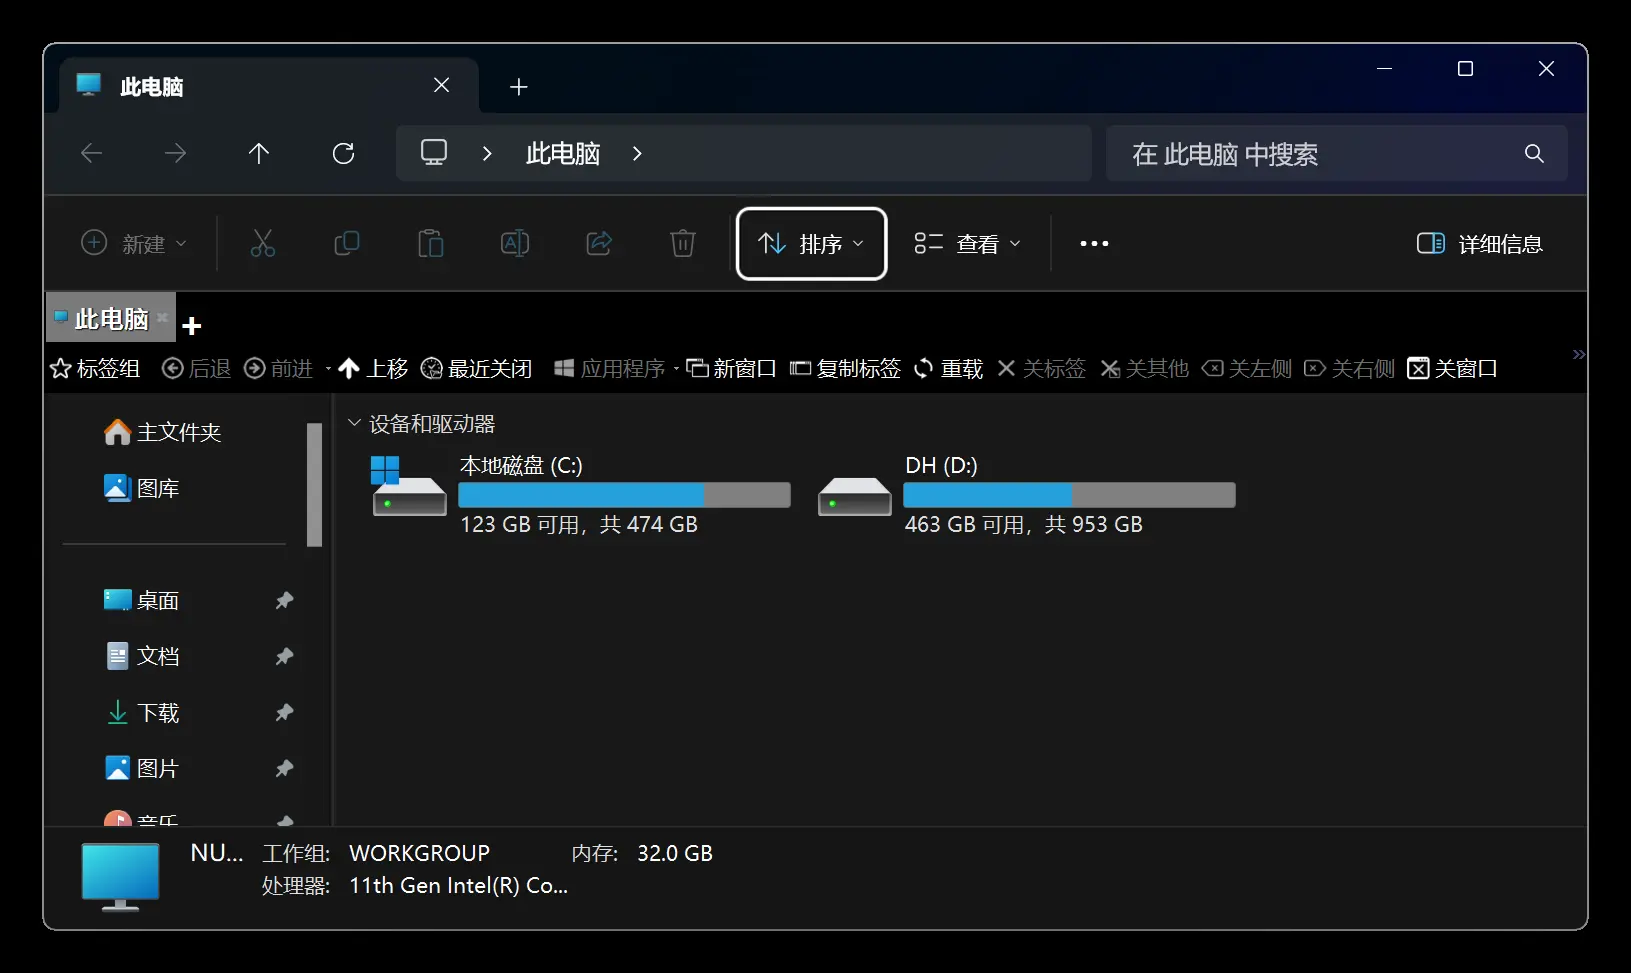 此电脑
此电脑
在 此电脑 中搜索
新建
排序
查看
详细信息
此电脑
标签组 后退 前进 上移 最近关闭 应用程序 新窗口 复制标签 重载 关标签 关其他 关左侧 关右侧 关窗口
主文件夹
图库
桌面
文档
下载
图片
音乐
设备和驱动器
本地磁盘 (C:)
123 GB 可用，共 474 GB
DH (D:)
463 GB 可用，共 953 GB
NU... 工作组: WORKGROUP 内存: 32.0 GB
处理器: 11th Gen Intel(R) Co...